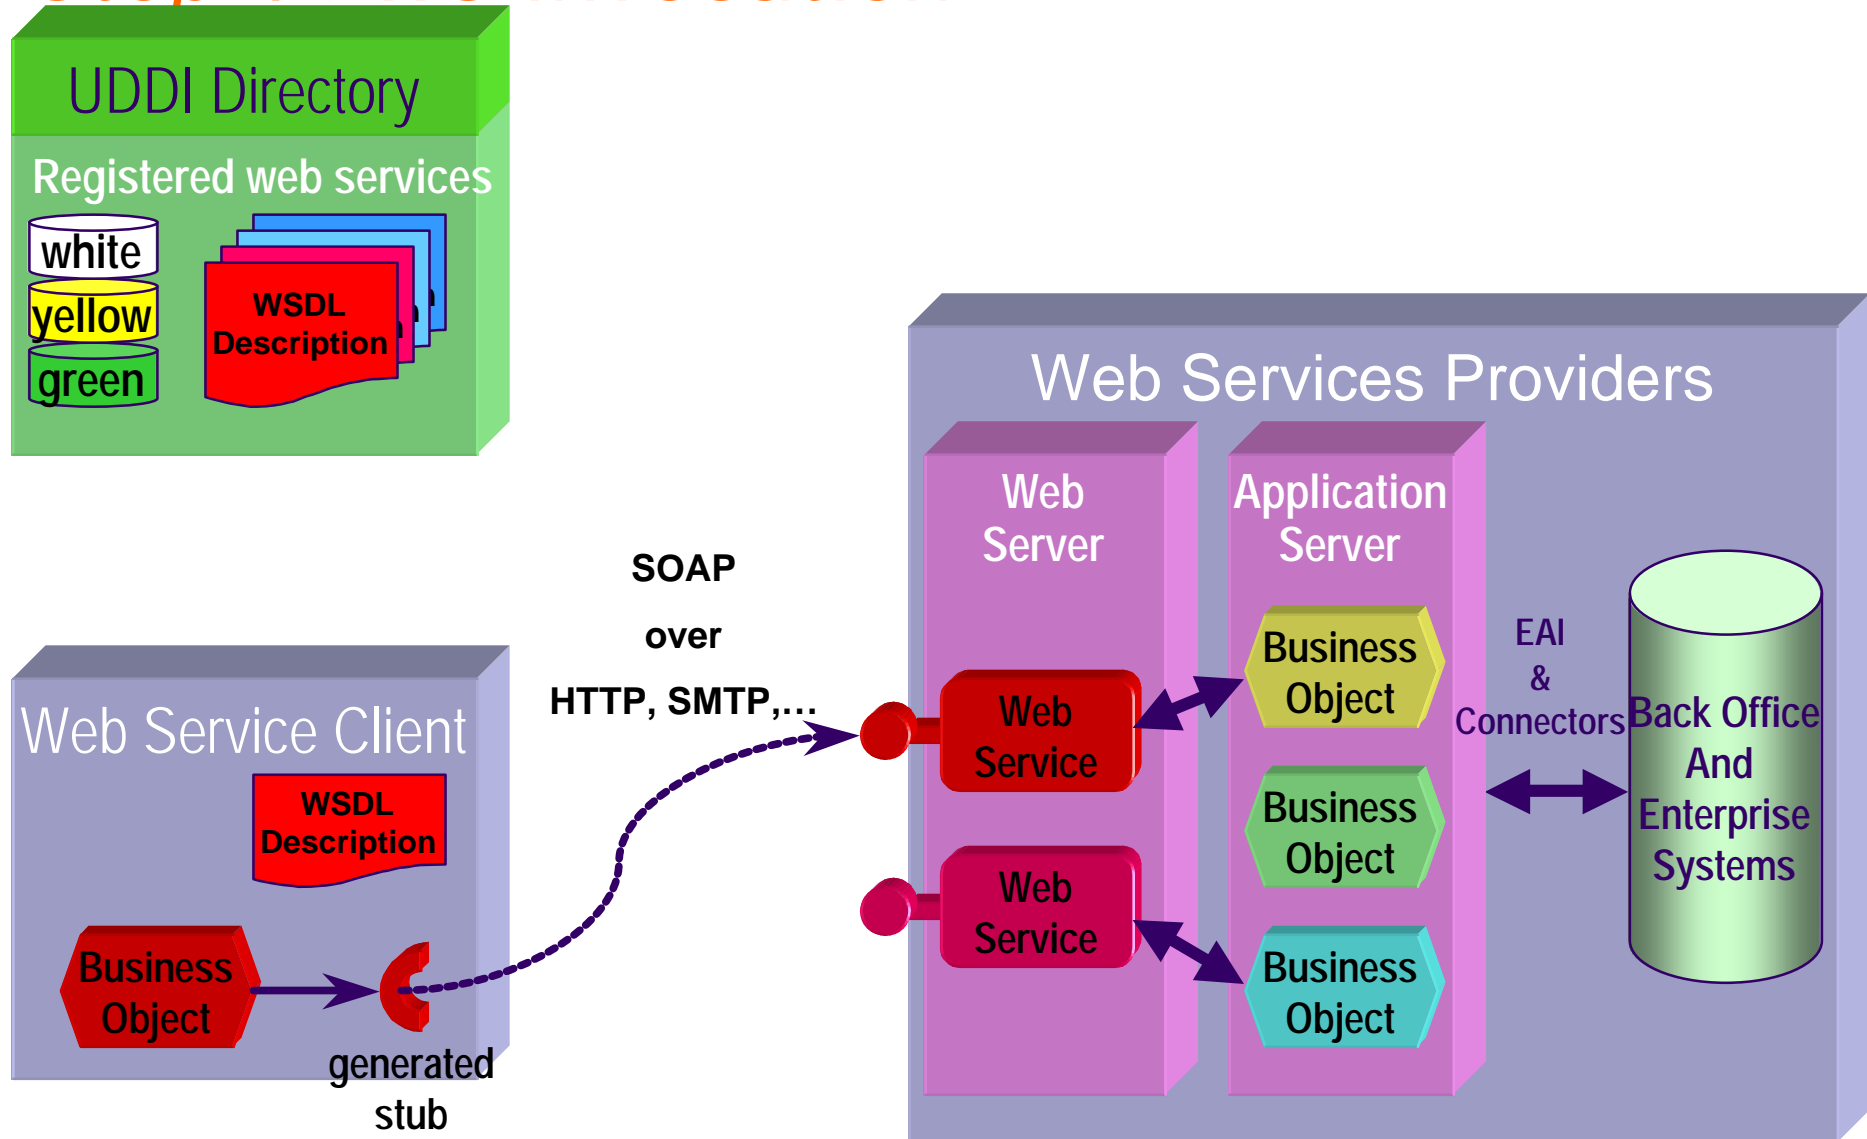 UDDI Directory
Registered web services
white
yellow
green
WSDL
Description
n
n
Web Services Providers
Web
Server
Application
Server
SOAP
over
HTTP, SMTP,...
Web Service Client
WSDL
Description
Business
Object
generated
stub
Web
Service
Web
Service
Business
Object
Business
Object
Business
Object
EAI
&
Connectors
Back Office
And
Enterprise
Systems